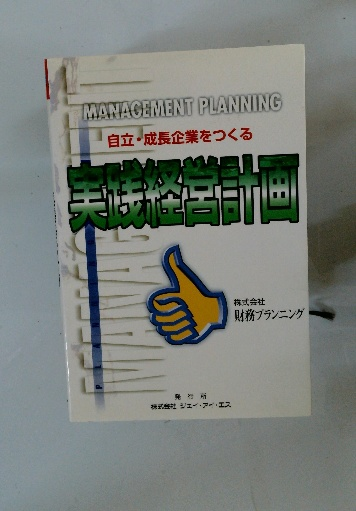 MANAGEMENT PLANNING
自立・成長企業をつくる
実践経営計画
株式会社
財務プランニング
発行所
株式会社 ジェイ・アイ・エス